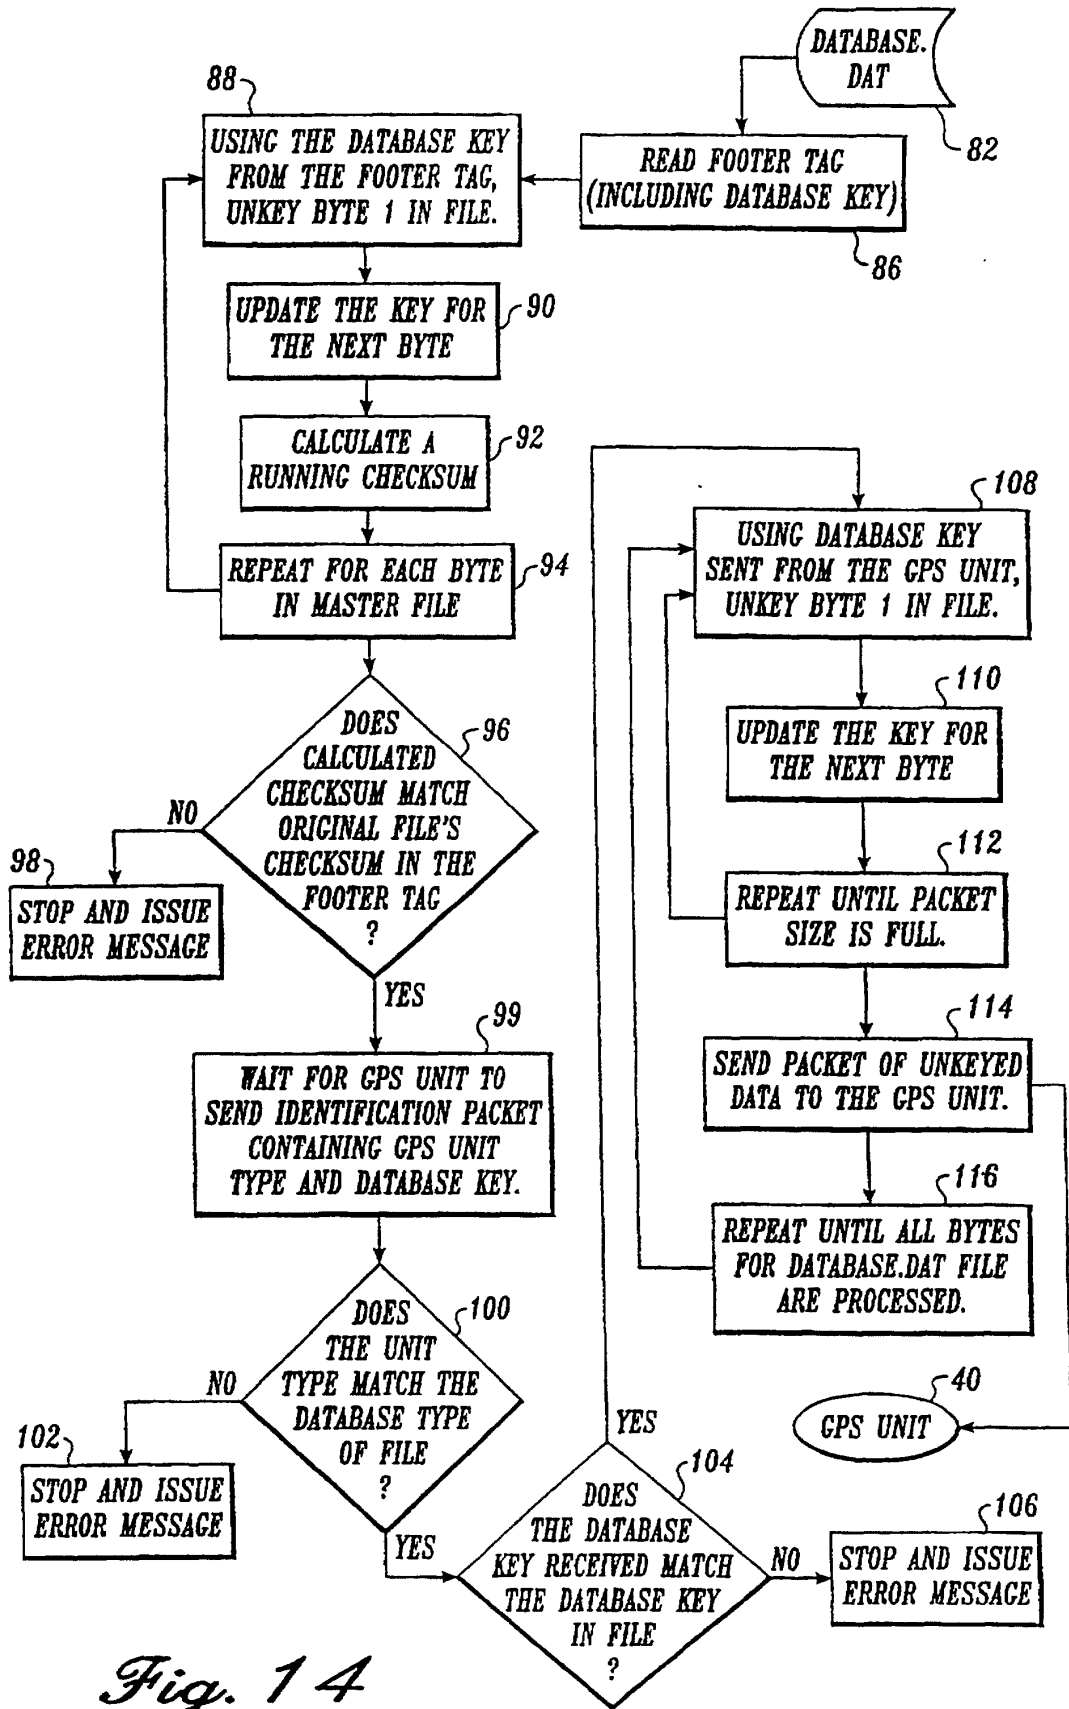 DATABASE.
DAT
82
READ FOOTER TAG
(INCLUDING DATABASE KEY)
86
88
USING THE DATABASE KEY
FROM THE FOOTER TAG,
UNKEY BYTE 1 IN FILE.
UPDATE THE KEY FOR
THE NEXT BYTE
90
CALCULATE A
RUNNING CHECKSUM
92
REPEAT FOR EACH BYTE
IN MASTER FILE
94
DOES
CALCULATED
CHECKSUM MATCH
ORIGINAL FILE'S
CHECKSUM IN THE
FOOTER TAG
?
96
NO
98
STOP AND ISSUE
ERROR MESSAGE
YES
99
WAIT FOR GPS UNIT TO
SEND IDENTIFICATION PACKET
CONTAINING GPS UNIT
TYPE AND DATABASE KEY.
DOES
THE UNIT
TYPE MATCH THE
DATABASE TYPE
OF FILE
?
100
NO
102
STOP AND ISSUE
ERROR MESSAGE
YES
DOES
THE DATABASE
KEY RECEIVED MATCH
THE DATABASE KEY
IN FILE
?
104
NO
106
STOP AND ISSUE
ERROR MESSAGE
YES
108
USING DATABASE KEY
SENT FROM THE GPS UNIT,
UNKEY BYTE 1 IN FILE.
110
UPDATE THE KEY FOR
THE NEXT BYTE
112
REPEAT UNTIL PACKET
SIZE IS FULL.
114
SEND PACKET OF UNKEYED
DATA TO THE GPS UNIT.
116
REPEAT UNTIL ALL BYTES
FOR DATABASE.DAT FILE
ARE PROCESSED.
40
GPS UNIT
Fig. 14